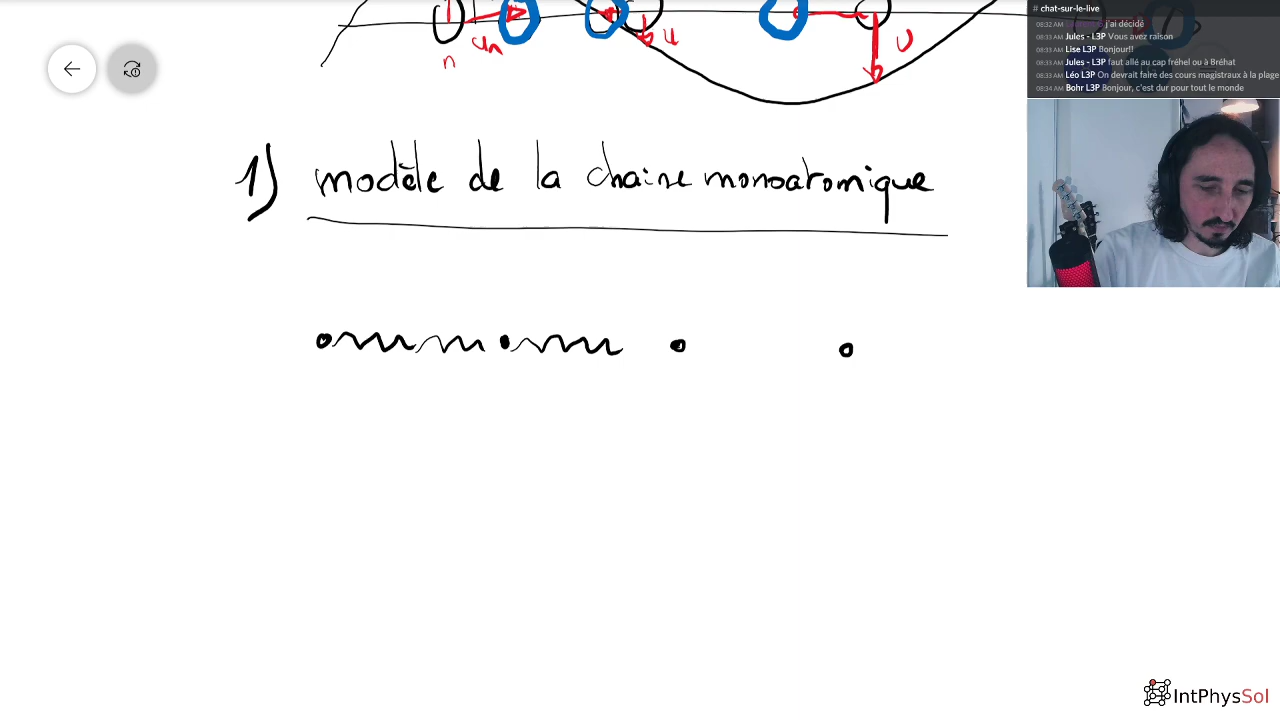 un
n
u
u
1) modèle de la chaine monoatomique
# chat-sur-le-live
08:32 AM j'ai décidé
08:33 AM Jules - L3P Vous avez raison
08:33 AM Lise L3P Bonjour!!
08:33 AM Jules - L3P faut allé au cap fréhel ou à Bréhat
08:33 AM Léo L3P On devrait faire des cours magistraux à la plage
08:34 AM Bohr L3P Bonjour, c'est dur pour tout le monde
IntPhysSol